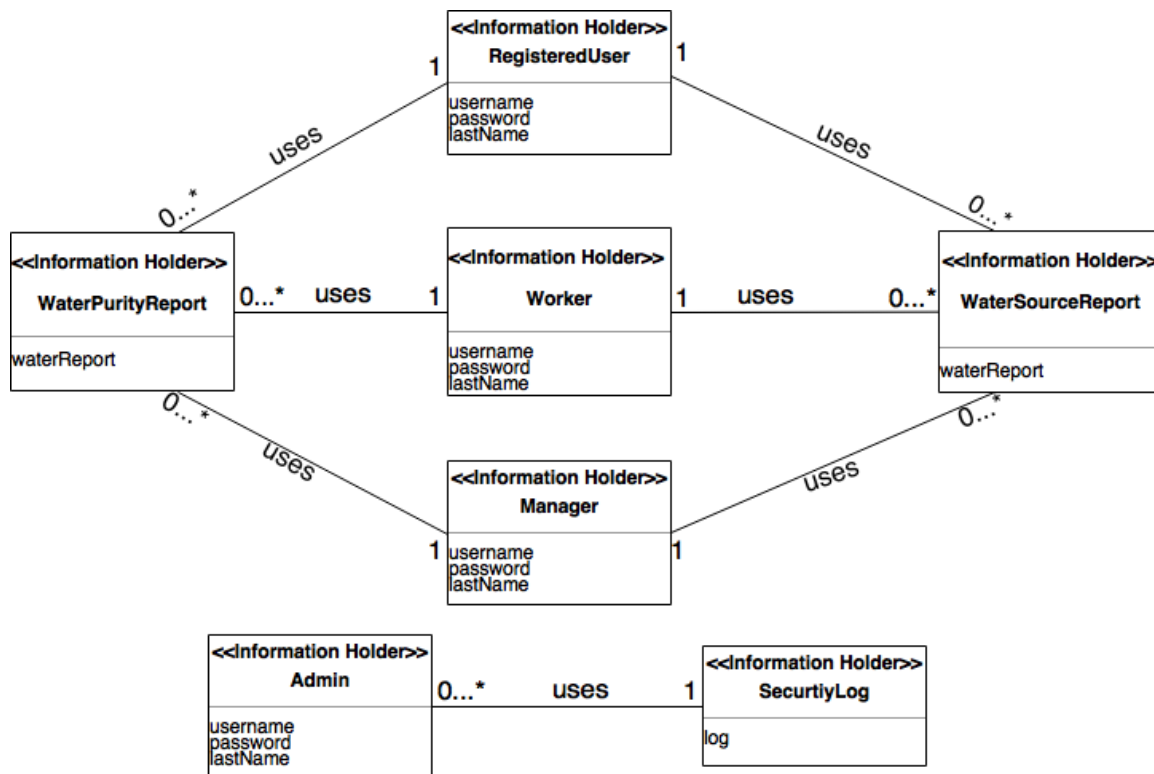 <<Information Holder>>
RegisteredUser
username
password
lastName
1
1
uses
uses
0...*
0...*
<<Information Holder>>
WaterPurityReport
waterReport
0...* uses 1
<<Information Holder>>
Worker
username
password
lastName
1 uses 0...*
<<Information Holder>>
WaterSourceReport
waterReport
0...*
0...*
uses
uses
1
1
<<Information Holder>>
Manager
username
password
lastName
<<Information Holder>>
Admin
username
password
lastName
0...* uses 1
<<Information Holder>>
SecurtiyLog
log